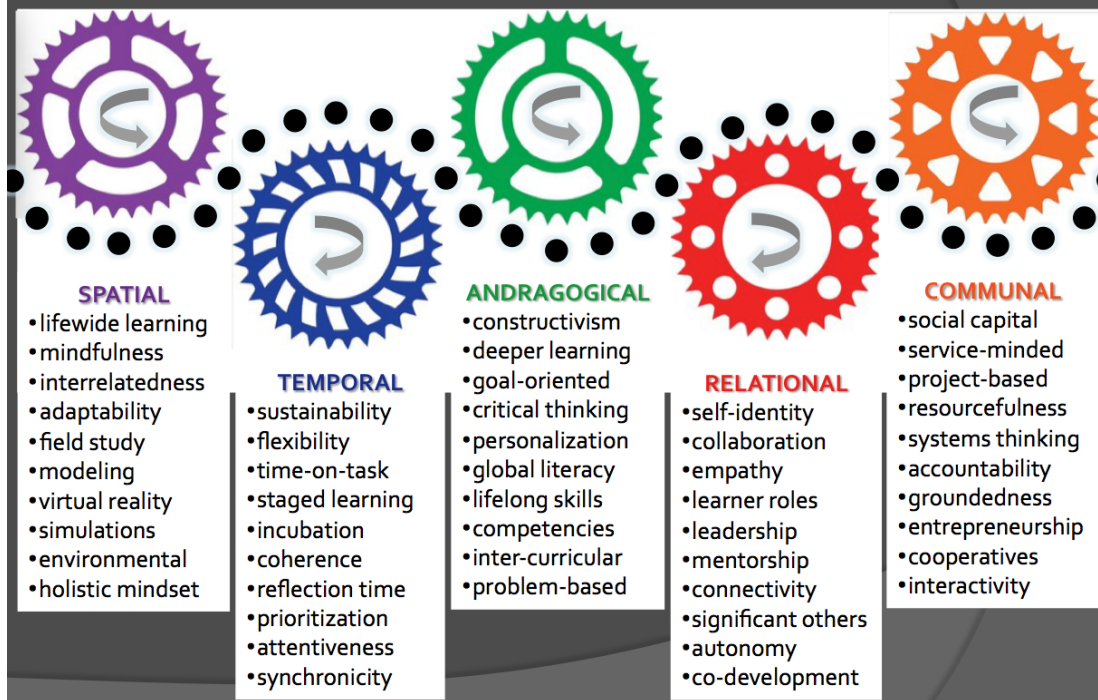 SPATIAL
•lifewide learning
•mindfulness
•interrelatedness
•adaptability
•field study
•modeling
•virtual reality
•simulations
•environmental
•holistic mindset
TEMPORAL
•sustainability
•flexibility
•time-on-task
•staged learning
•incubation
•coherence
•reflection time
•prioritization
•attentiveness
•synchronicity
ANDRAGOGICAL
•constructivism
•deeper learning
•goal-oriented
•critical thinking
•personalization
•global literacy
•lifelong skills
•competencies
•inter-curricular
•problem-based
RELATIONAL
•self-identity
•collaboration
•empathy
•learner roles
•leadership
•mentorship
•connectivity
•significant others
•autonomy
•co-development
COMMUNAL
•social capital
•service-minded
•project-based
•resourcefulness
•systems thinking
•accountability
•groundedness
•entrepreneurship
•cooperatives
•interactivity